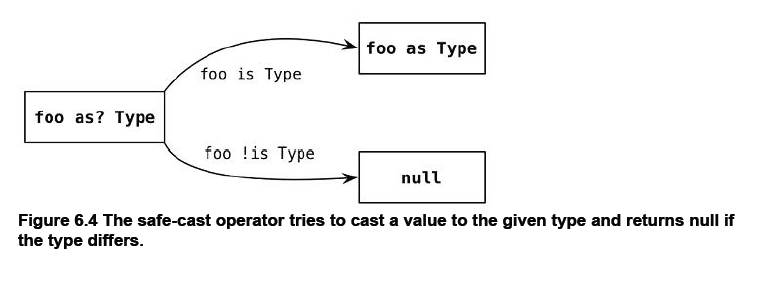 foo as Type
foo is Type
foo as? Type
foo !is Type
null
Figure 6.4 The safe-cast operator tries to cast a value to the given type and returns null if
the type differs.